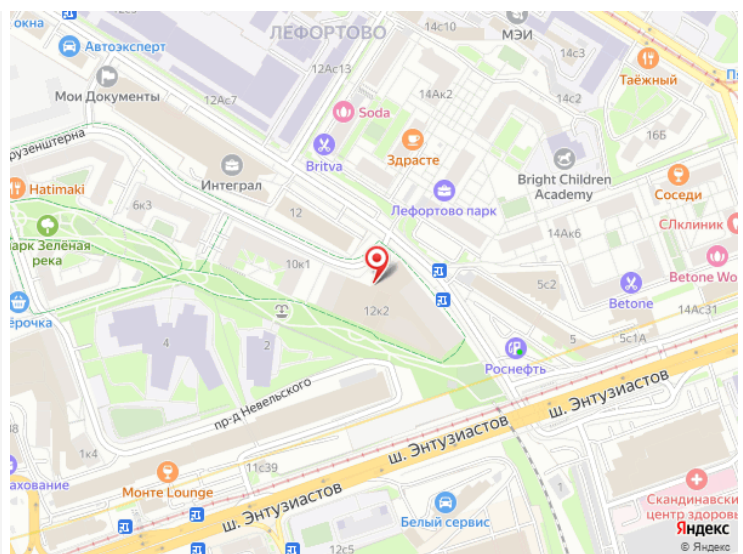 окна
ЛЕФОРТОВО
14с10
МЭИ
14с3
Автоэксперт
12Ас13
Таёжный
Мои Документы
12Ас7
14Ак2
14с2
Soda
16Б
Britva
Здрасте
Bright Children
Academy
Hatimaki
Интеграл
Соседи
6к3
12
Лефортово парк
СЛклиник
14Ак6
парк Зелёная
река
10к1
5с2
Betone Wo
Betone
12к2
14Ас31
ёрочка
4
2
5
5с1А
Роснефть
пр-д Невельского
ш. Энтузиастов
ш. Энтузиастов
1к4
11с39
ахование
Монте Lounge
1
Скандинавски
центр здоровь
ш. Энтузиастов
Белый сервис
12с5
Яндекс
© Яндекс